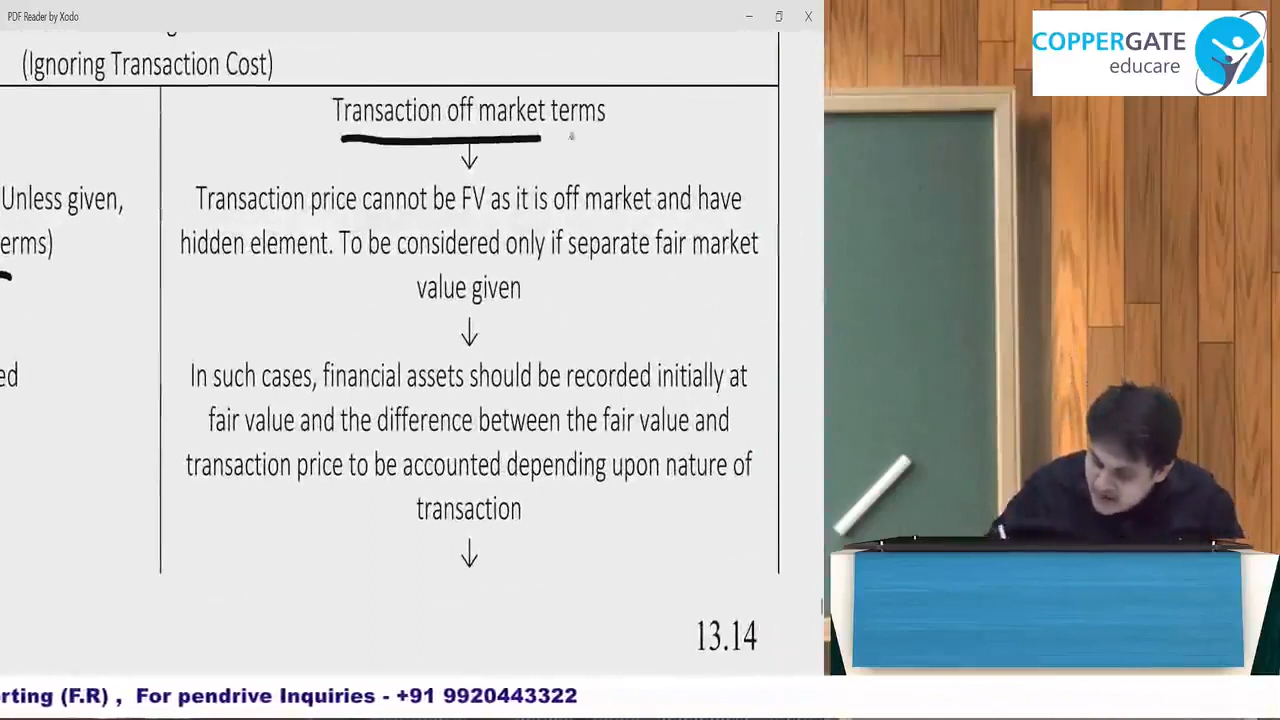 PDF Reader by Xodo
COPPERGATE
educare
(Ignoring Transaction Cost)
Transaction off market terms
Unless given,
erms)
Transaction price cannot be FV as it is off market and have
hidden element. To be considered only if separate fair market
value given
ed
In such cases, financial assets should be recorded initially at
fair value and the difference between the fair value and
transaction price to be accounted depending upon nature of
transaction
13.14
rting (F.R) , For pendrive Inquiries - +91 9920443322